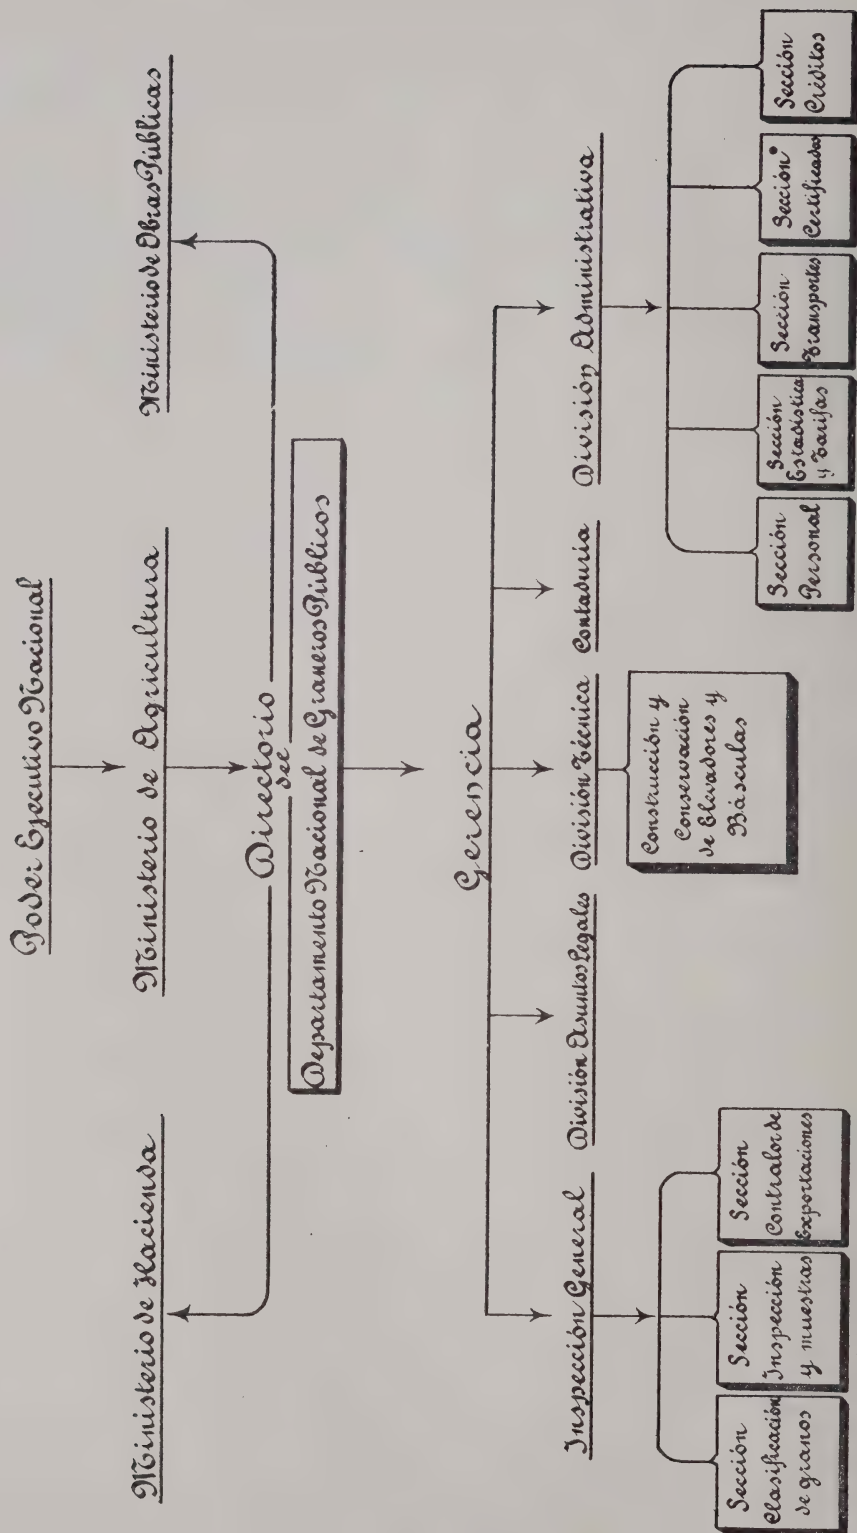 Poder Ejecutivo Nacional
Ministerio de Hacienda
Ministerio de Agricultura
Ministerio de Obras Públicas
Directorio
del
Departamento Nacional de Graneros Públicos
Gerencia
Inspección General
División Asuntos Legales
División Técnica
Contaduría
División Administrativa
Sección
Clasificación
de granos
Sección
Inspección
y muestras
Sección
Contralor de
Exportaciones
Construcción y
Conservación
de Elevadores y
Básculas
Sección
Personal
Sección
Estadística
y Tarifas
Sección
Transportes
Sección
Certificados
Sección
Créditos